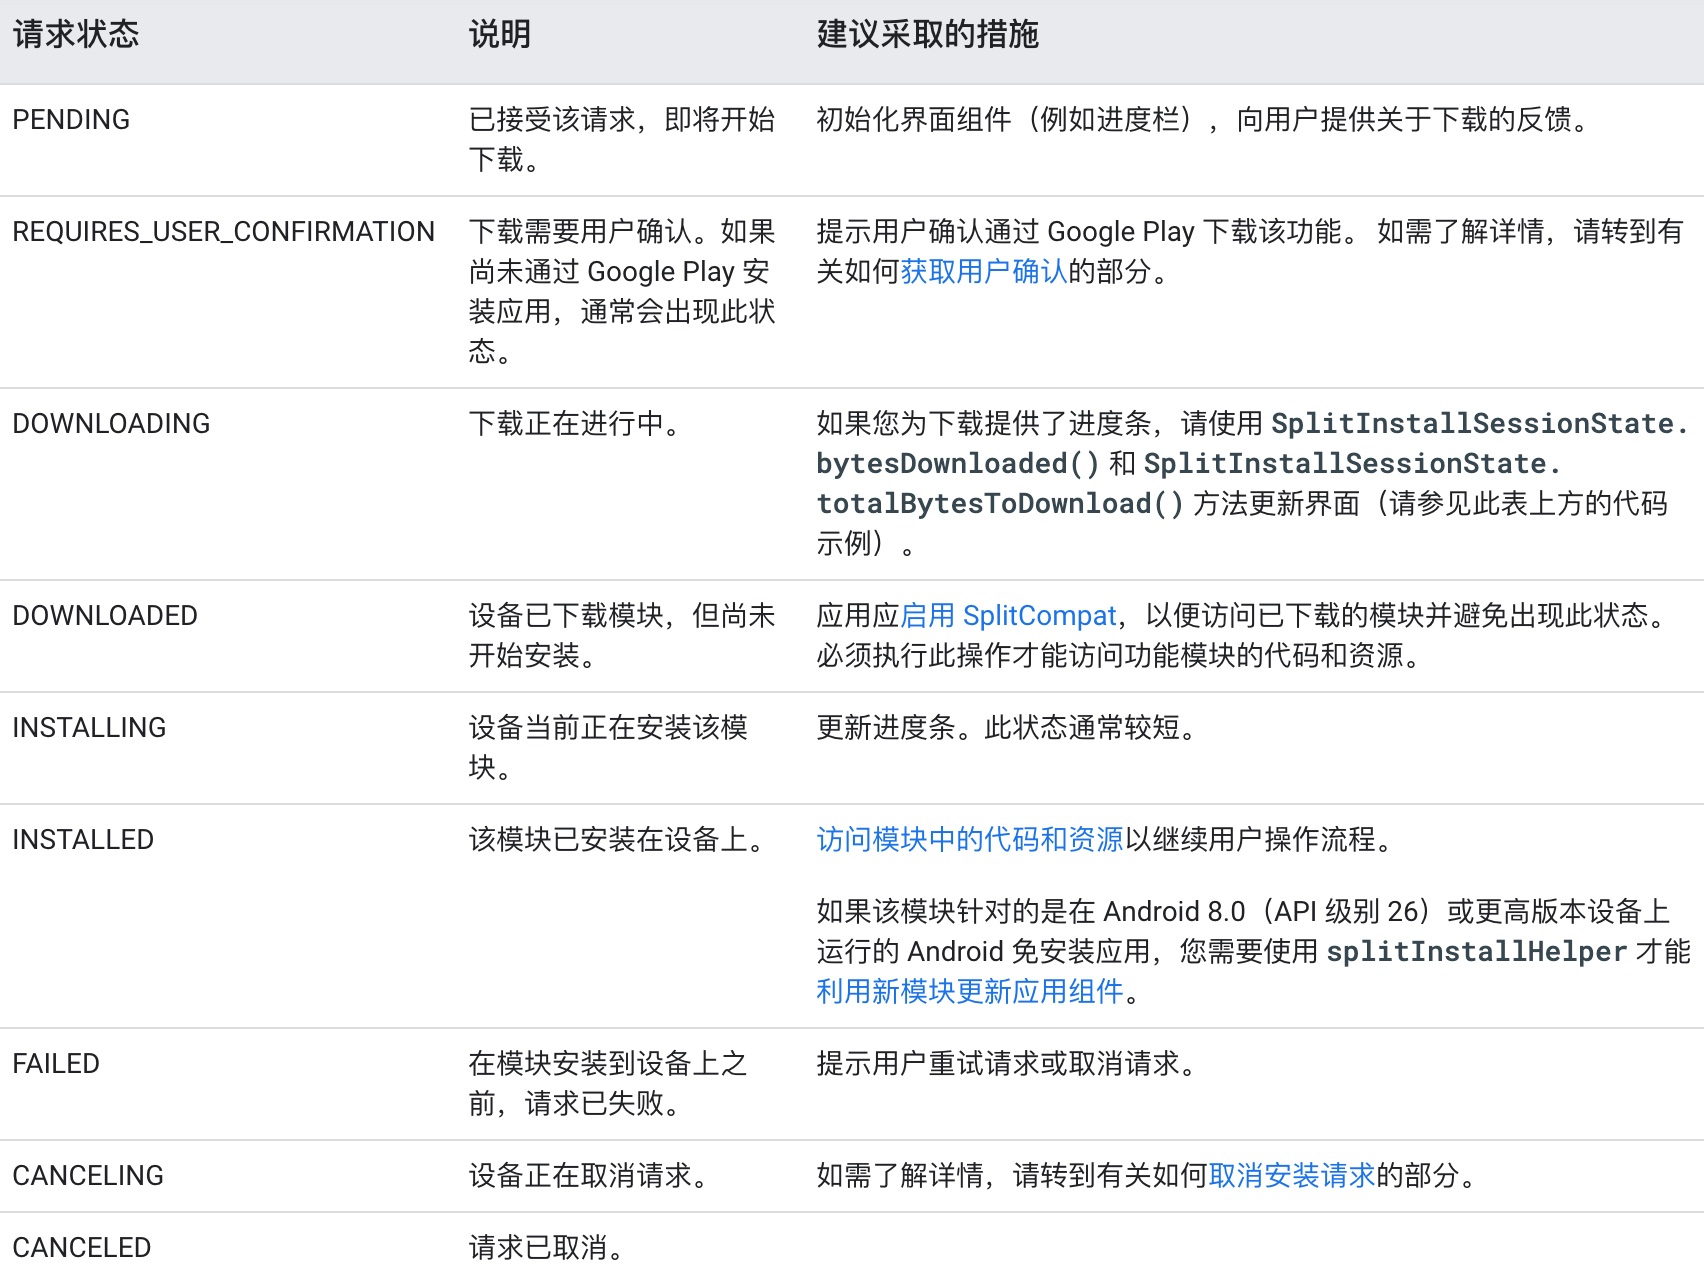 请求状态
说明
建议采取的措施
PENDING
已接受该请求，即将开始
下载。
初始化界面组件（例如进度栏），向用户提供关于下载的反馈。
REQUIRES_USER_CONFIRMATION
下载需要用户确认。如果
尚未通过 Google Play 安
装应用，通常会出现此状
态。
提示用户确认通过 Google Play 下载该功能。 如需了解详情，请转到有
关如何获取用户确认的部分。
DOWNLOADING
下载正在进行中。
如果您为下载提供了进度条，请使用 SplitInstallSessionState.
bytesDownloaded() 和 SplitInstallSessionState.
totalBytesToDownload() 方法更新界面（请参见此表上方的代码
示例）。
DOWNLOADED
设备已下载模块，但尚未
开始安装。
应用应启用 SplitCompat，以便访问已下载的模块并避免出现此状态。
必须执行此操作才能访问功能模块的代码和资源。
INSTALLING
设备当前正在安装该模
块。
更新进度条。此状态通常较短。
INSTALLED
该模块已安装在设备上。
访问模块中的代码和资源以继续用户操作流程。
如果该模块针对的是在 Android 8.0（API 级别 26）或更高版本设备上
运行的 Android 免安装应用，您需要使用 splitInstallHelper 才能
利用新模块更新应用组件。
FAILED
在模块安装到设备上之
前，请求已失败。
提示用户重试请求或取消请求。
CANCELING
设备正在取消请求。
如需了解详情，请转到有关如何取消安装请求的部分。
CANCELED
请求已取消。